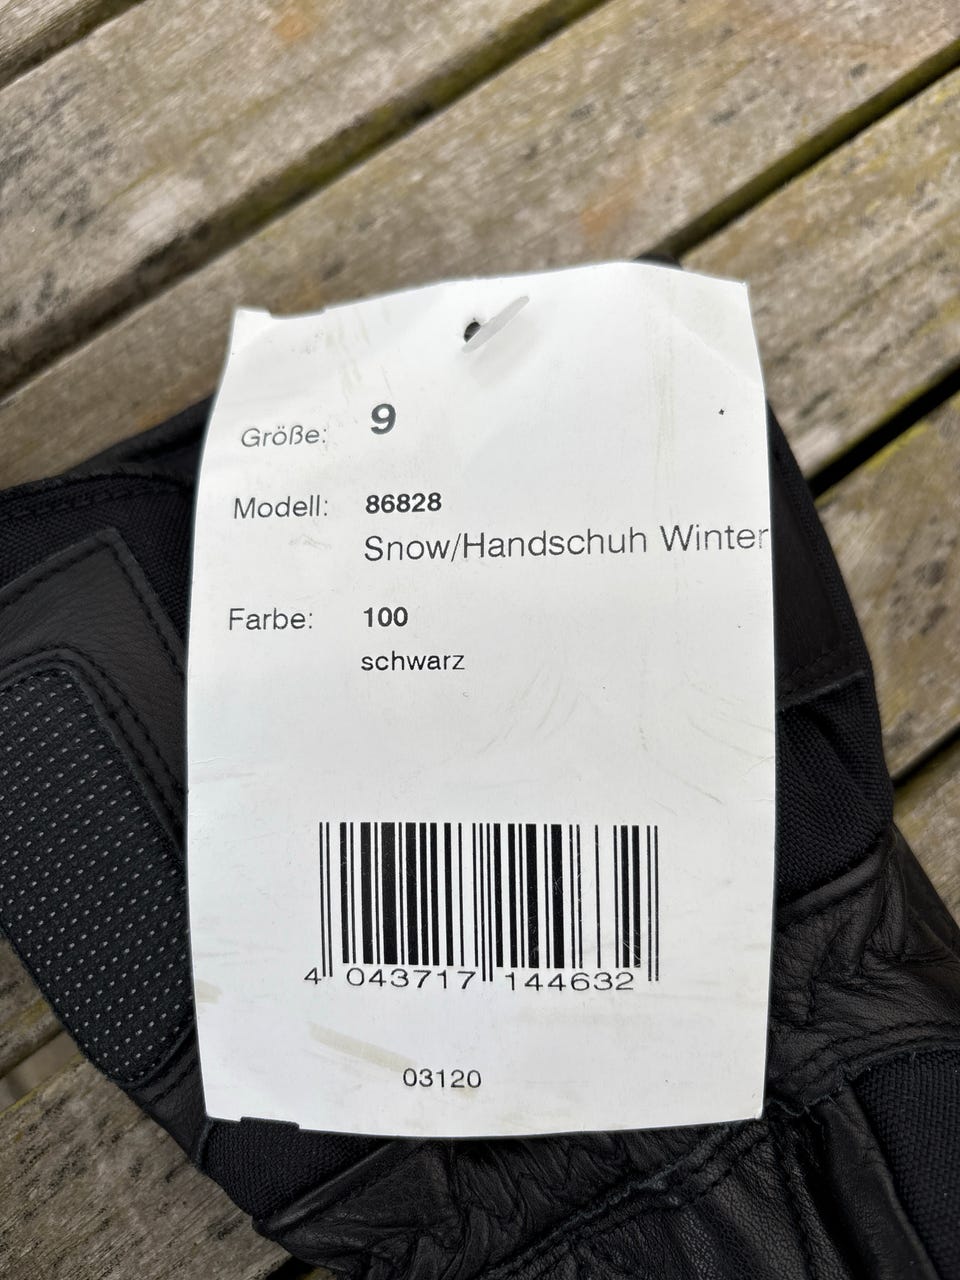 Größe: 9
Modell: 86828
Snow/Handschuh Winter
Farbe: 100
schwarz
4 043717 144632
03120